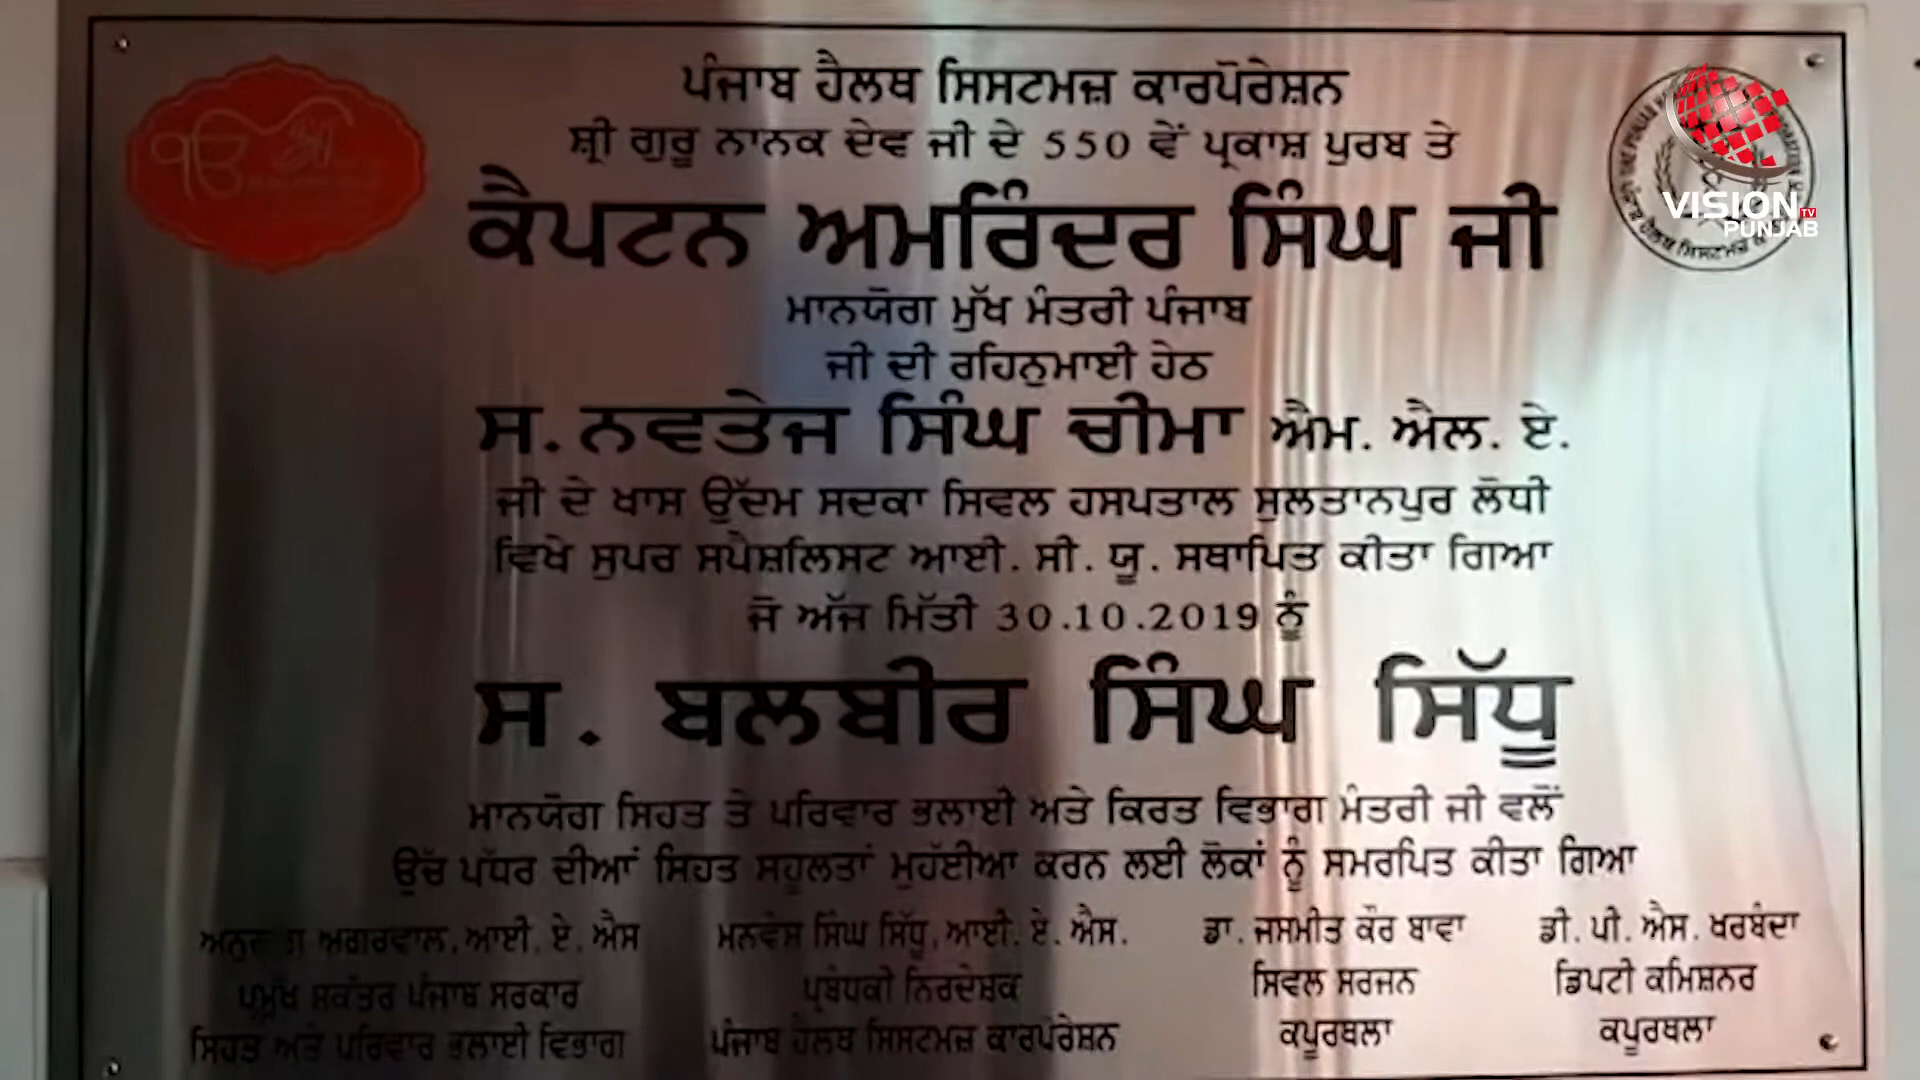 ਪੰਜਾਬ ਹੈਲਥ ਸਿਸਟਮਜ਼ ਕਾਰਪੋਰੇਸ਼ਨ
ਸ਼੍ਰੀ ਗੁਰੂ ਨਾਨਕ ਦੇਵ ਜੀ ਦੇ 550 ਵੇਂ ਪ੍ਰਕਾਸ਼ ਪੁਰਬ ਤੇ
ੴ
ਕੈਪਟਨ ਅਮਰਿੰਦਰ ਸਿੰਘ ਜੀ
VISION TV
PUNJAB
ਹੈਲਥ ਸਿਸਟਮਜ਼
ਮਾਨਯੋਗ ਮੁੱਖ ਮੰਤਰੀ ਪੰਜਾਬ
ਜੀ ਦੀ ਰਹਿਨੁਮਾਈ ਹੇਠ
ਸ. ਨਵਤੇਜ ਸਿੰਘ ਚੀਮਾ ਐਮ. ਐਲ. ਏ.
ਜੀ ਦੇ ਖਾਸ ਉੱਦਮ ਸਦਕਾ ਸਿਵਲ ਹਸਪਤਾਲ ਸੁਲਤਾਨਪੁਰ ਲੋਧੀ
ਵਿਖੇ ਸੁਪਰ ਸਪੈਸ਼ਲਿਸਟ ਆਈ. ਸੀ. ਯੂ. ਸਥਾਪਿਤ ਕੀਤਾ ਗਿਆ
ਜੋ ਅੱਜ ਮਿੱਤੀ 30.10.2019 ਨੂੰ
ਸ. ਬਲਬੀਰ ਸਿੰਘ ਸਿੱਧੂ
ਮਾਨਯੋਗ ਸਿਹਤ ਤੇ ਪਰਿਵਾਰ ਭਲਾਈ ਅਤੇ ਕਿਰਤ ਵਿਭਾਗ ਮੰਤਰੀ ਜੀ ਵਲੋਂ
ਉੱਚ ਪੱਧਰ ਦੀਆਂ ਸਿਹਤ ਸਹੂਲਤਾਂ ਮੁਹੱਈਆ ਕਰਨ ਲਈ ਲੋਕਾਂ ਨੂੰ ਸਮਰਪਿਤ ਕੀਤਾ ਗਿਆ
ਅਗਰਵਾਲ, ਆਈ. ਏ. ਐਸ
ਪ੍ਰਮੁੱਖ ਸਕੱਤਰ ਪੰਜਾਬ ਸਰਕਾਰ
ਸਿਹਤ ਅਤੇ ਪਰਿਵਾਰ ਭਲਾਈ ਵਿਭਾਗ
ਮਨਵੇਸ਼ ਸਿੰਘ ਸਿੱਧੂ, ਆਈ. ਏ. ਐਸ.
ਪ੍ਰਬੰਧਕੀ ਨਿਰਦੇਸ਼ਕ
ਪੰਜਾਬ ਹੈਲਥ ਸਿਸਟਮਜ਼ ਕਾਰਪੋਰੇਸ਼ਨ
ਡਾ. ਜਸਮੀਤ ਕੌਰ ਬਾਵਾ
ਸਿਵਲ ਸਰਜਨ
ਕਪੂਰਥਲਾ
ਡੀ. ਪੀ. ਐਸ. ਖਰਬੰਦਾ
ਡਿਪਟੀ ਕਮਿਸ਼ਨਰ
ਕਪੂਰਥਲਾ